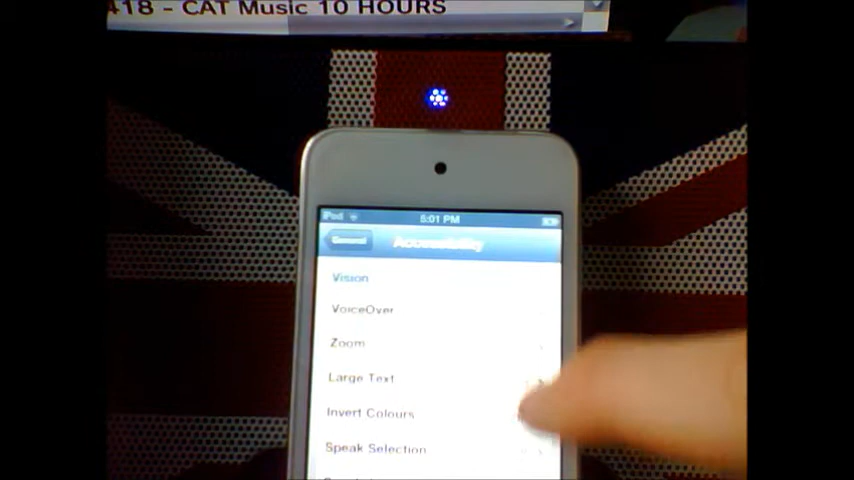 418 - CAT Music 10 HOURS
iPod 5:01 PM
General Accessibility
Vision
VoiceOver
Zoom
Large Text
Invert Colours
Speak Selection